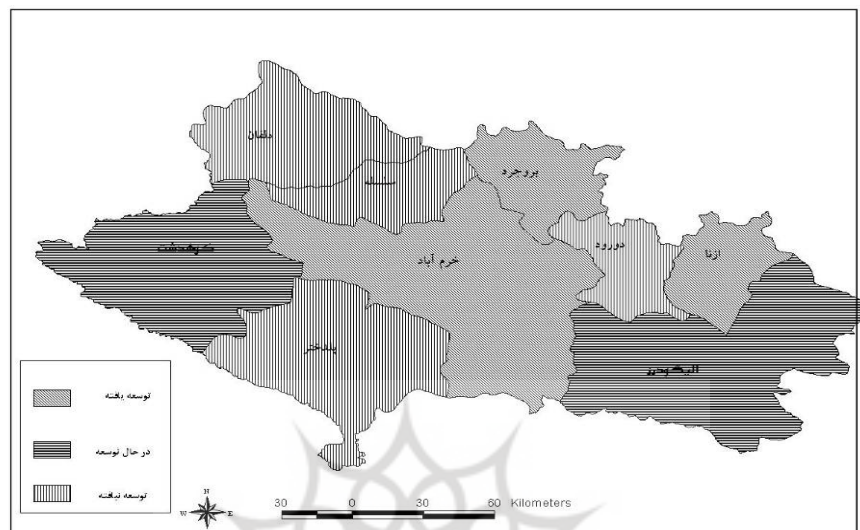 دلفان
سلسله
بروجرد
کوهدشت
خرم آباد
دورود
ازنا
پلدختر
الیگودرز
توسعه یافته
در حال توسعه
توسعه نیافته
N
W E
S
30 0 30 60 Kilometers